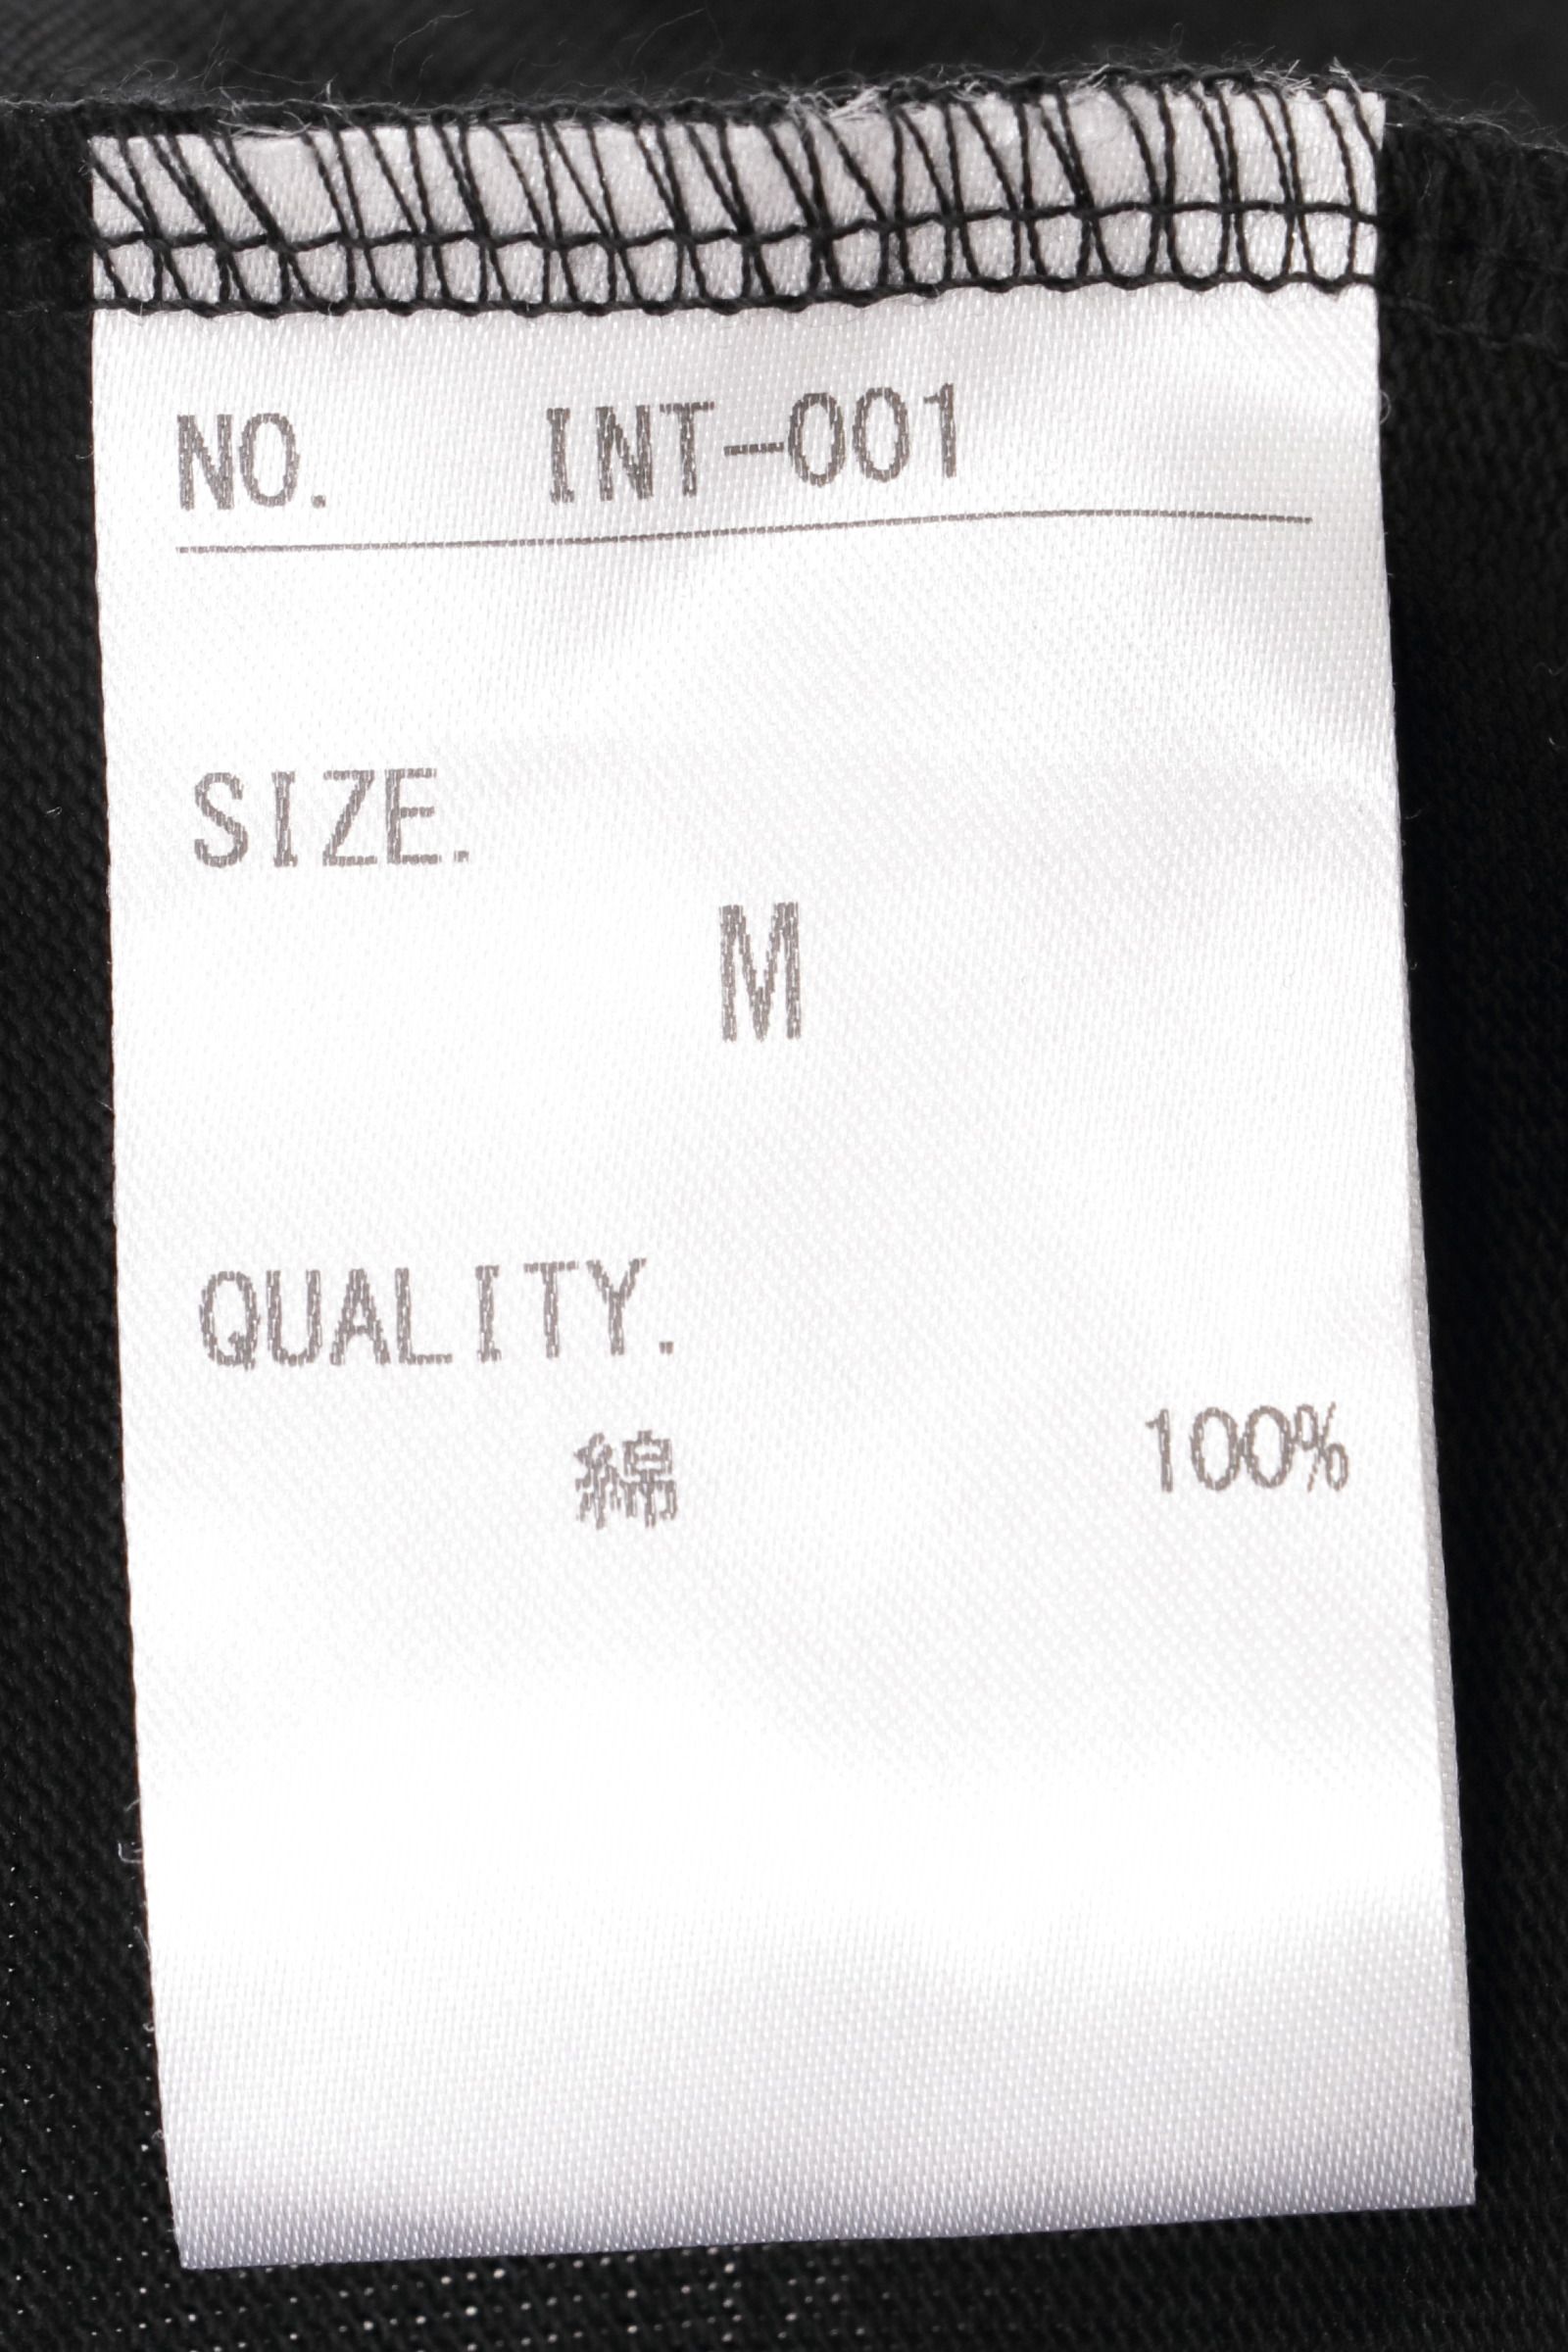 NO. INT-001
SIZE.
M
QUALITY.
綿 100%